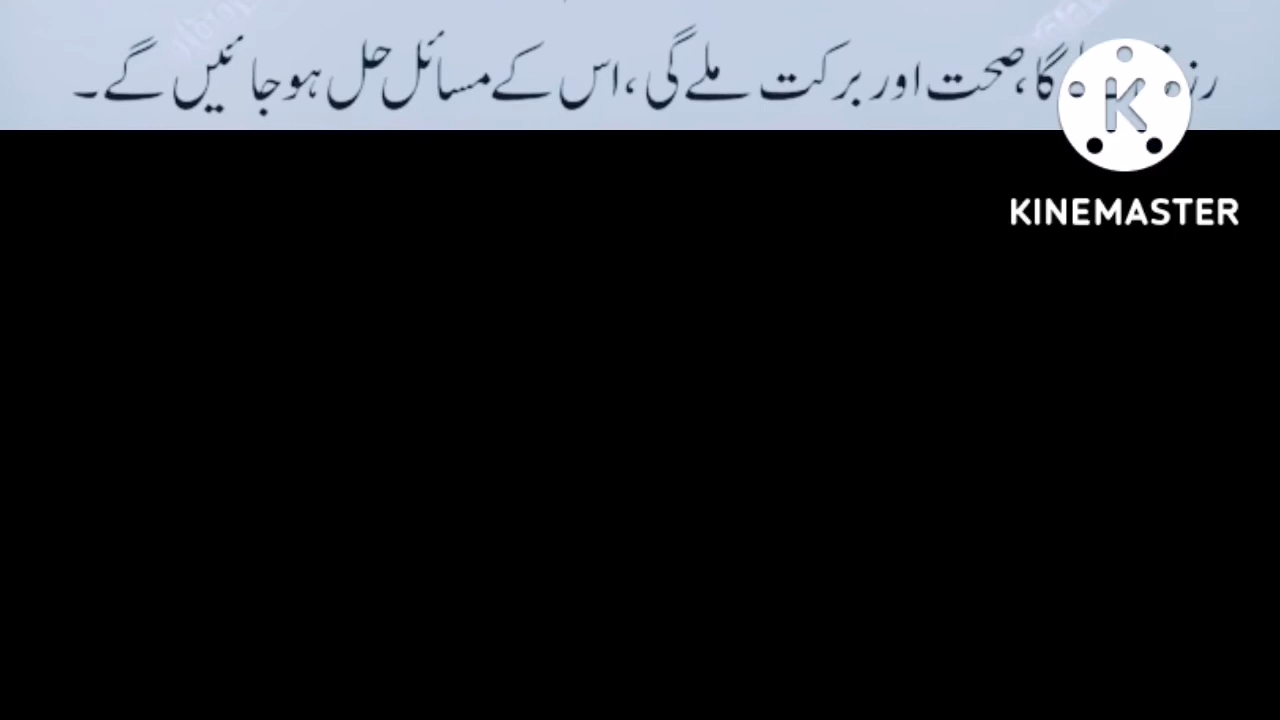 گا، صحت اور برکت ملے گی، اس کے مسائل حل ہو جائیں گے۔
KINEMASTER